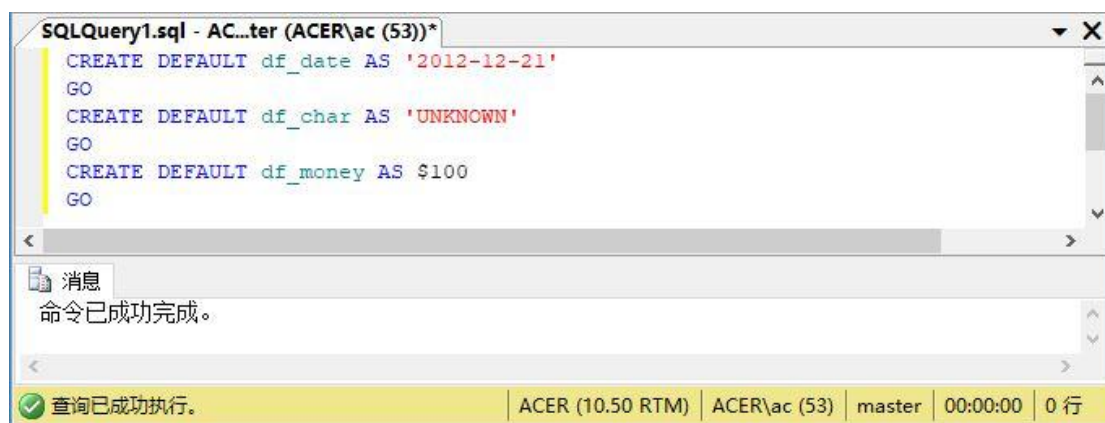 SQLQuery1.sql - AC...ter (ACER\ac (53))*
CREATE DEFAULT df_date AS '2012-12-21'
GO
CREATE DEFAULT df_char AS 'UNKNOWN'
GO
CREATE DEFAULT df_money AS $100
GO
消息
命令已成功完成。
查询已成功执行。 ACER (10.50 RTM) ACER\ac (53) master 00:00:00 0 行